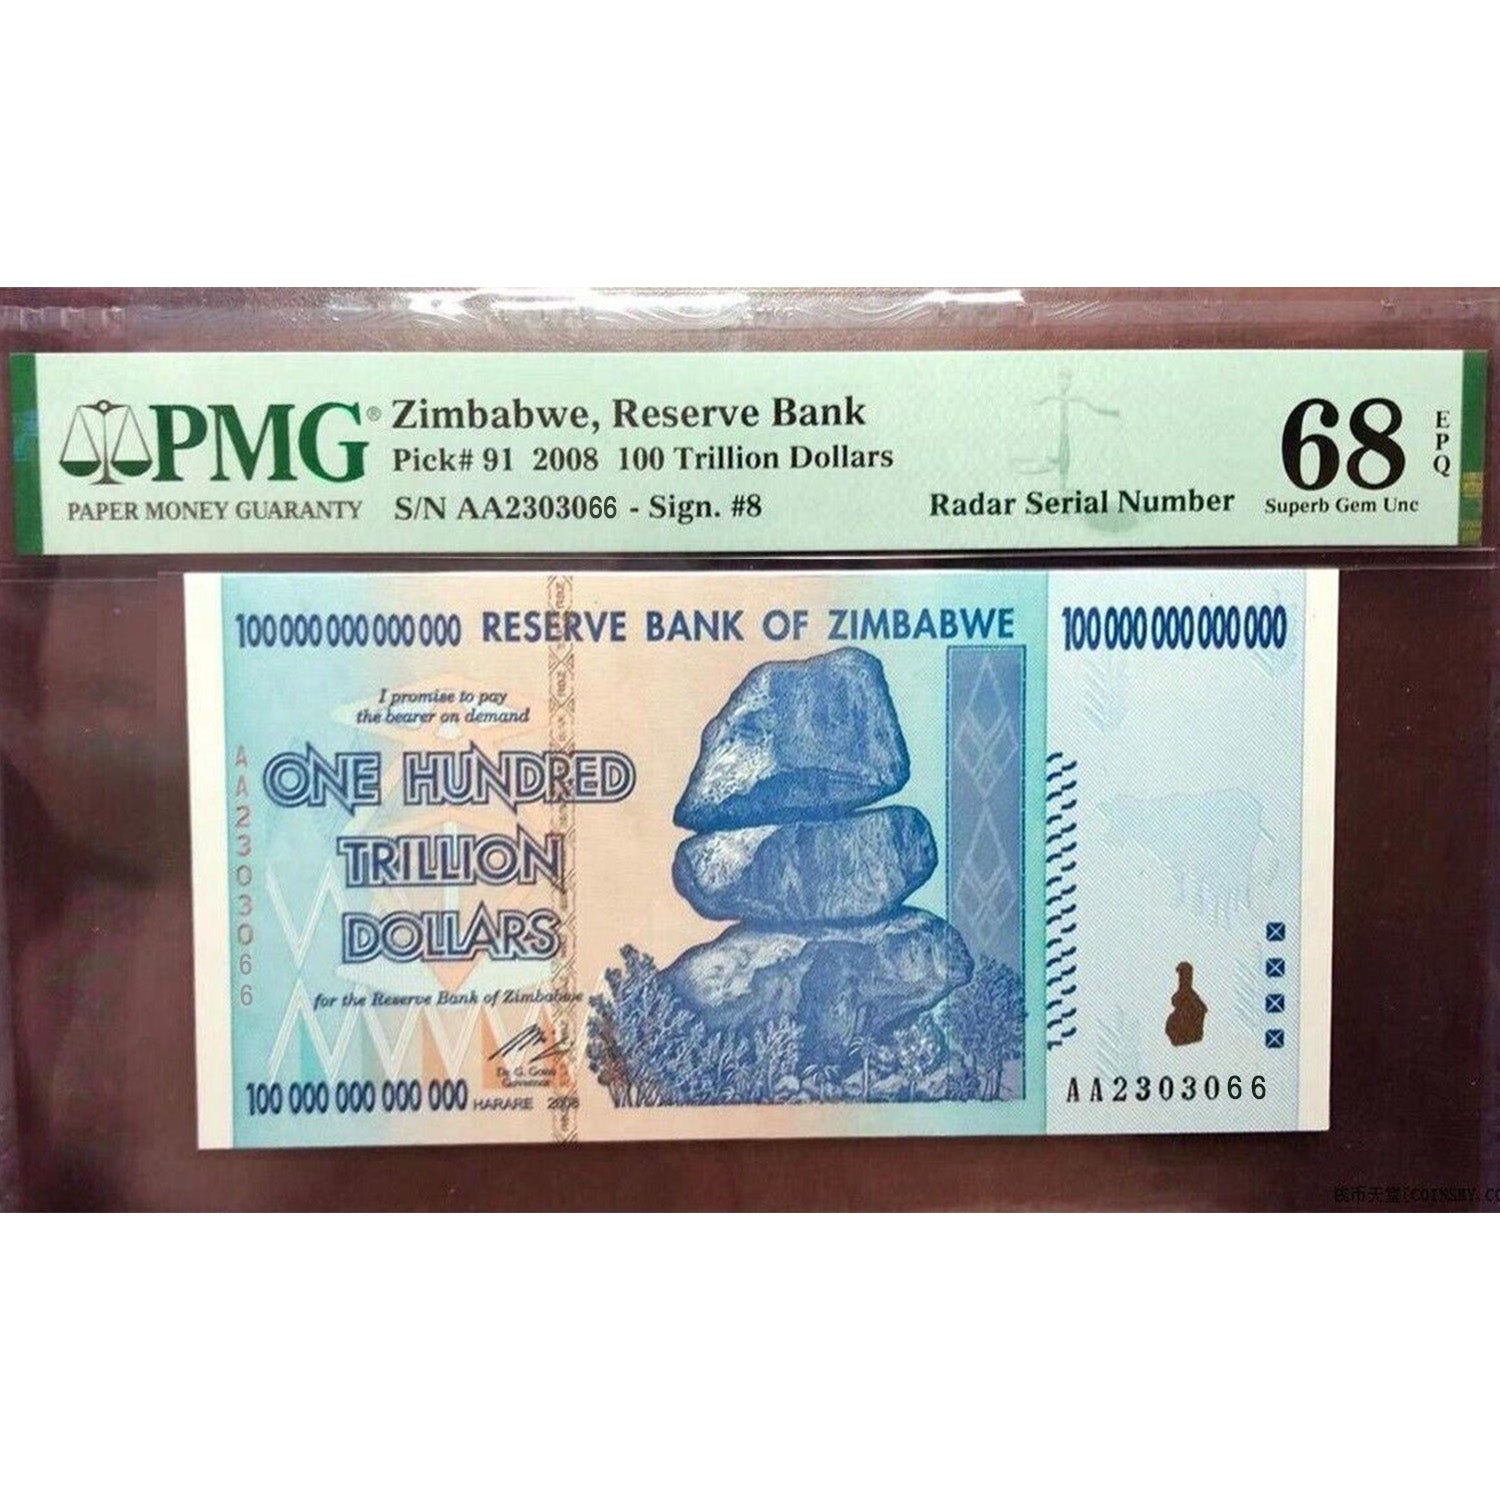 PMG® Zimbabwe, Reserve Bank
Pick# 91 2008 100 Trillion Dollars
PAPER MONEY GUARANTY
S/N AA2303066 - Sign. #8
Radar Serial Number
68
EPQ
Superb Gem Unc
100 000 000 000 000 RESERVE BANK OF ZIMBABWE 100 000 000 000 000
I promise to pay
the bearer on demand
ONE HUNDRED
TRILLION
DOLLARS
AA2303066
for the Reserve Bank of Zimbabwe
Dr G. Gono
Governor
100 000 000 000 000 HARARE 2008
AA2303066